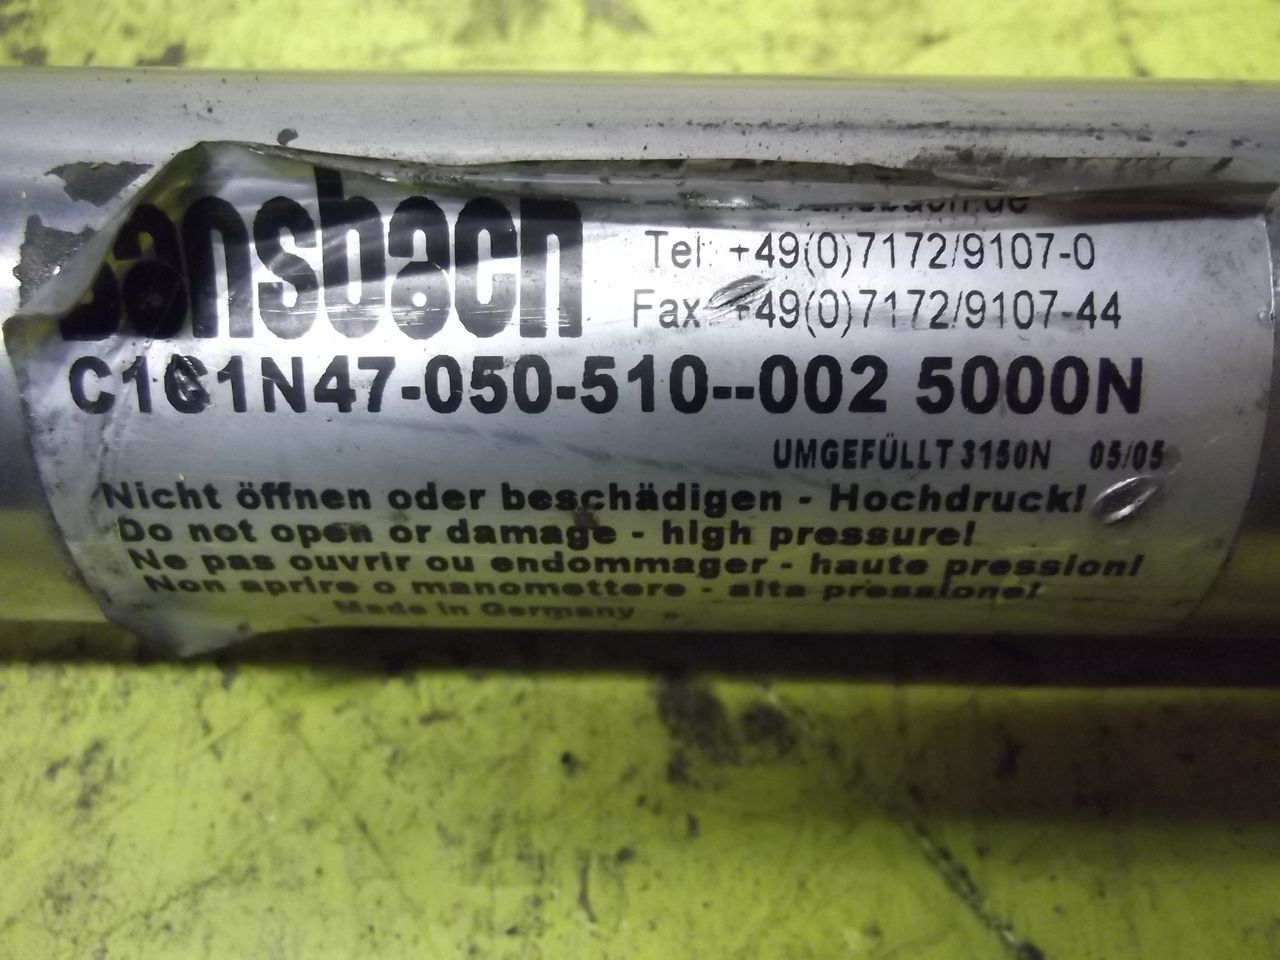 Bansbach
Tel: +49(0)7172/9107-0
Fax: +49(0)7172/9107-44
C1G1N47-050-510--002 5000N
UMGEFÜLLT 3150N 05/05
Nicht öffnen oder beschädigen - Hochdruck!
Do not open or damage - high pressure!
Ne pas ouvrir ou endommager - haute pression!
Non aprire o manomettere - alta pressione!
Made in Germany